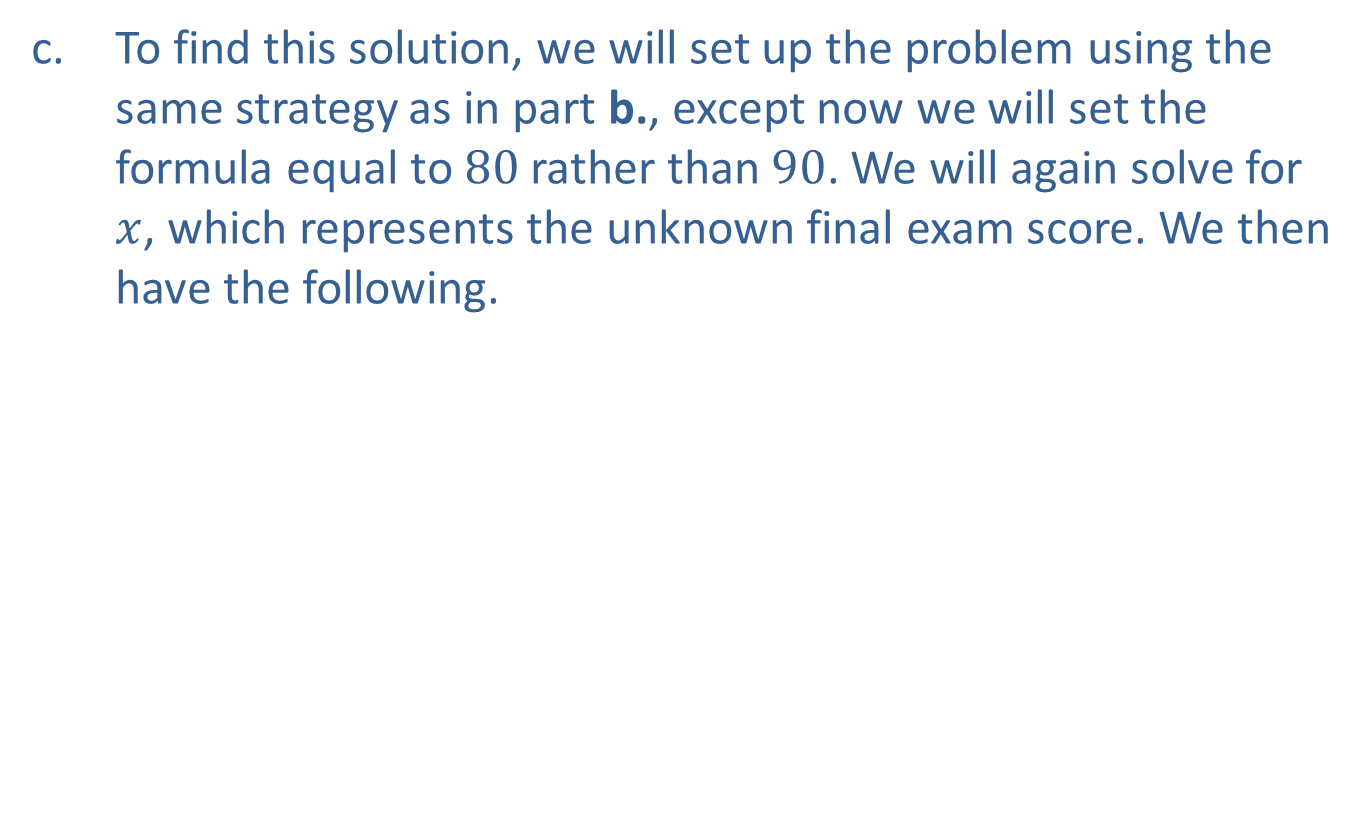 c. To find this solution, we will set up the problem using the
same strategy as in part b., except now we will set the
formula equal to 80 rather than 90. We will again solve for
x, which represents the unknown final exam score. We then
have the following.